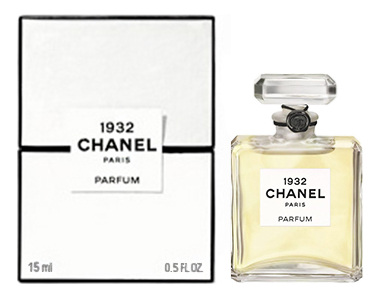 1932
CHANEL
PARIS
PARFUM
15 ml 0.5 FL.OZ.
1932
CHANEL
PARIS
PARFUM